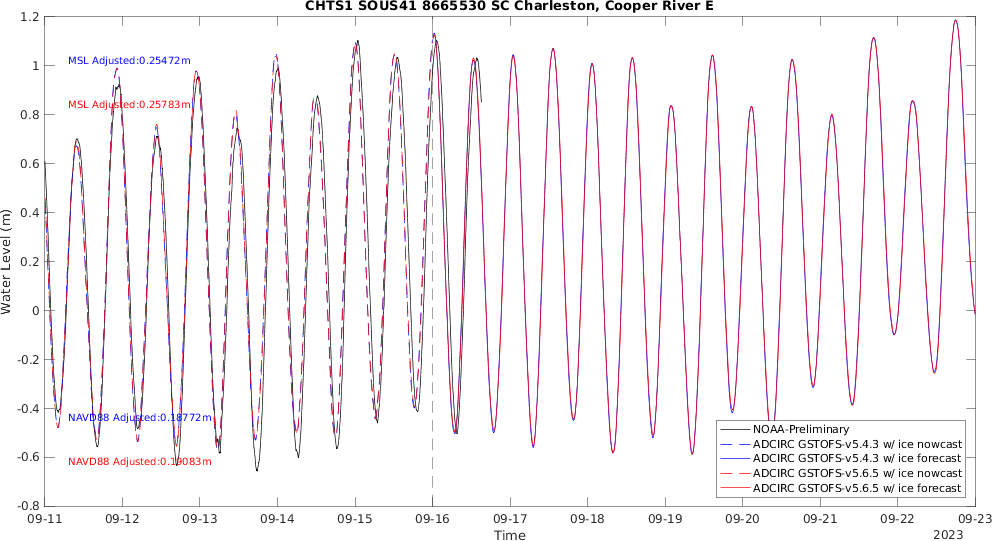 CHTS1 SOUS41 8665530 SC Charleston, Cooper River E
1.2
1
0.8
0.6
0.4
0.2
0
-0.2
-0.4
-0.6
-0.8
Water Level (m)
MSL Adjusted:0.25472m
MSL Adjusted:0.25783m
NAVD88 Adjusted:0.18772m
NAVD88 Adjusted:0.19083m
NOAA-Preliminary
ADCIRC GSTOFS-v5.4.3 w/ ice nowcast
ADCIRC GSTOFS-v5.4.3 w/ ice forecast
ADCIRC GSTOFS-v5.6.5 w/ ice nowcast
ADCIRC GSTOFS-v5.6.5 w/ ice forecast
09-11 09-12 09-13 09-14 09-15 09-16 09-17 09-18 09-19 09-20 09-21 09-22 09-23
Time
2023